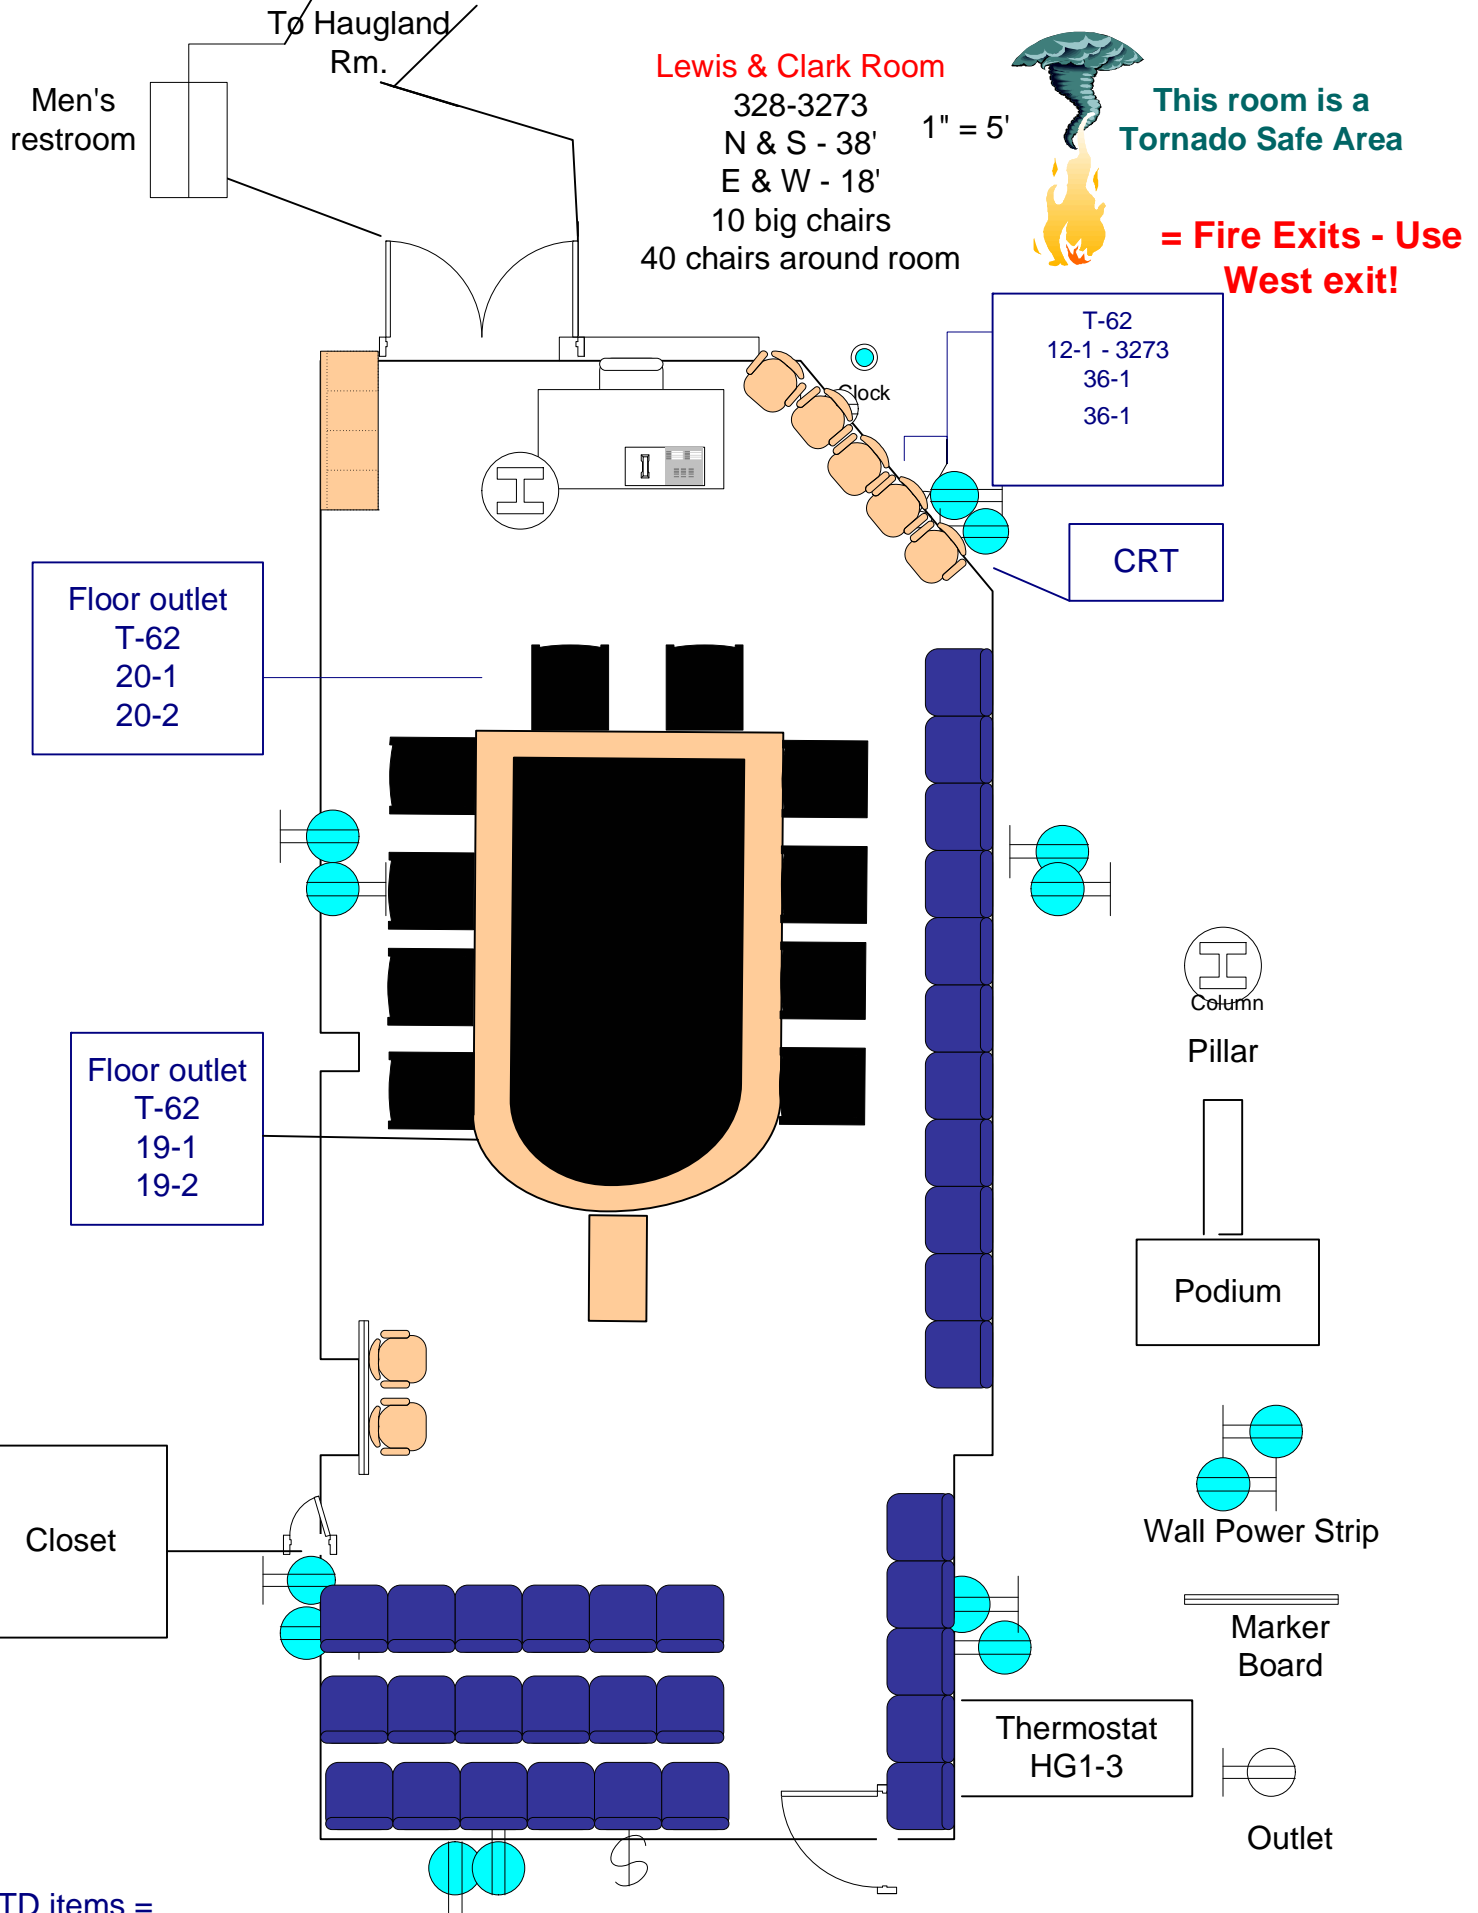 To Haugland
Rm.
Men's
restroom
Lewis & Clark Room
328-3273
N & S - 38'
E & W - 18'
10 big chairs
40 chairs around room
1" = 5'
This room is a
Tornado Safe Area
= Fire Exits - Use
West exit!
T-62
12-1 - 3273
36-1
36-1
Clock
CRT
Floor outlet
T-62
20-1
20-2
Column
Pillar
Floor outlet
T-62
19-1
19-2
Podium
Closet
Wall Power Strip
Marker
Board
Thermostat
HG1-3
Outlet
TD items =